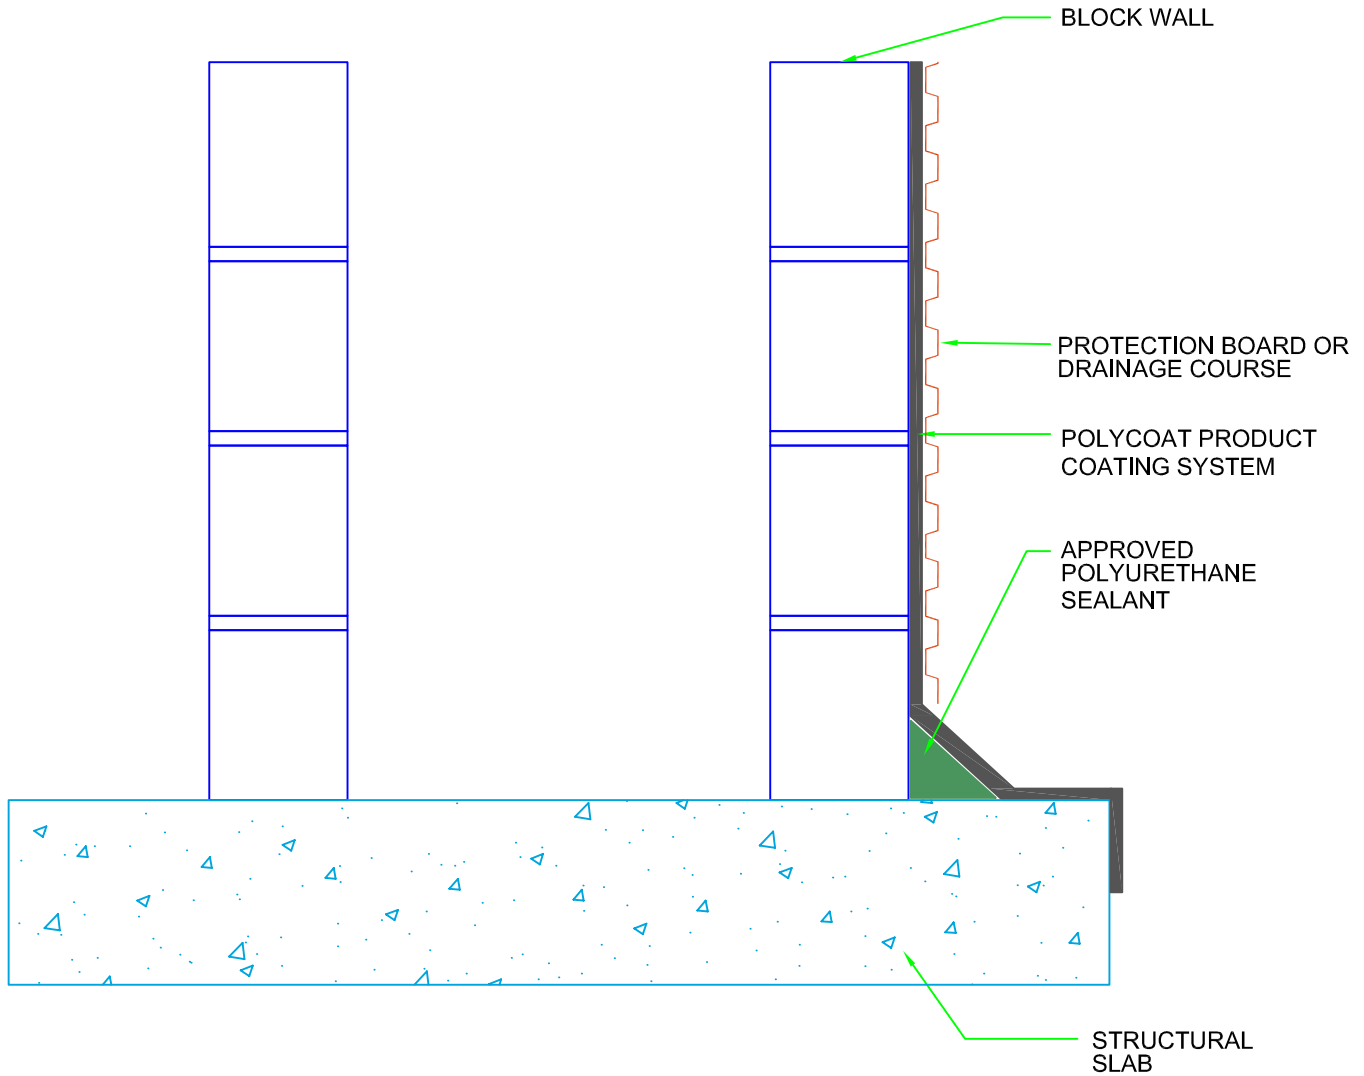 BLOCK WALL
PROTECTION BOARD OR
DRAINAGE COURSE
POLYCOAT PRODUCT
COATING SYSTEM
APPROVED
POLYURETHANE
SEALANT
STRUCTURAL
SLAB